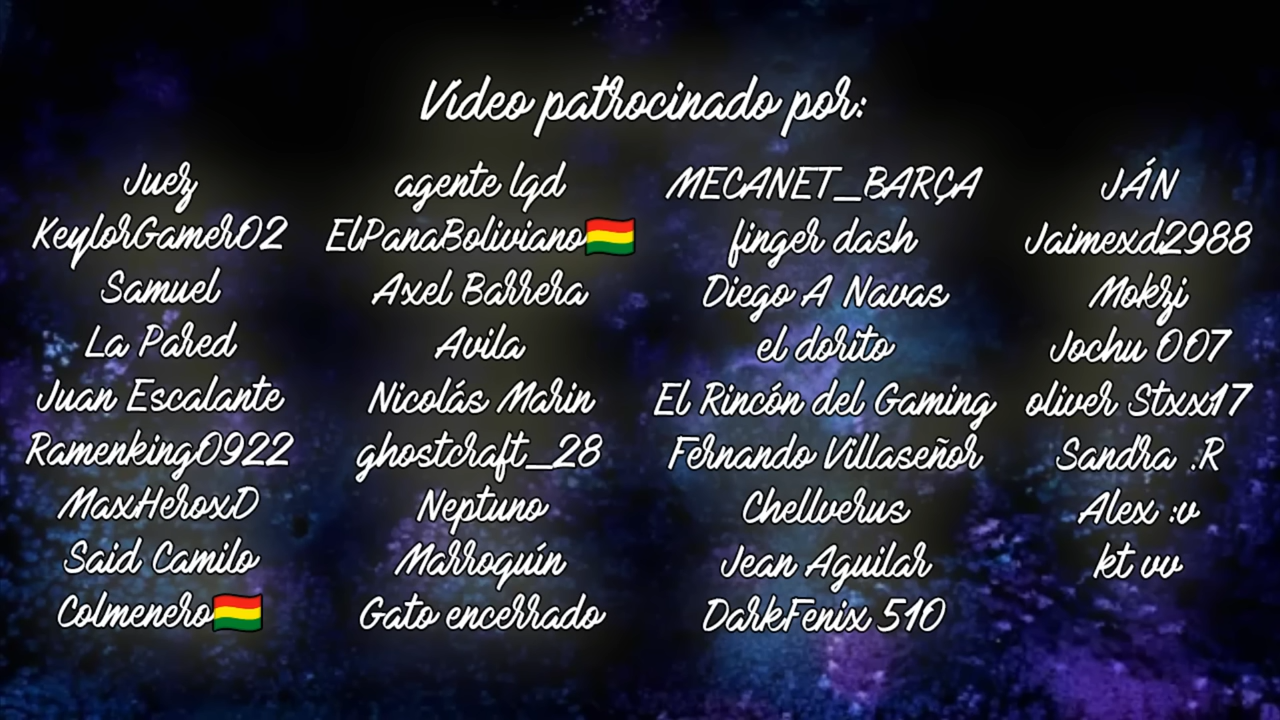 Video patrocinado por:
Juez
KeylorGamer02
Samuel
La Pared
Juan Escalante
Ramenking0922
MaxHeroxD
Said Camilo
Colmenero🇧🇴
agente lgd
ElPanaBoliviano🇧🇴
Axel Barrera
Avila
Nicolás Marin
ghostcraft_28
Neptuno
Marroquín
Gato encerrado
MECANET_BARÇA
finger dash
Diego A Navas
el dorito
El Rincón del Gaming
Fernando Villaseñor
Chellverus
Jean Aguilar
DarkFenix 510
JÁN
Jaimexd2988
Mokzi
Jochu 007
oliver Stxx17
Sandra :R
Alex :v
kt vv